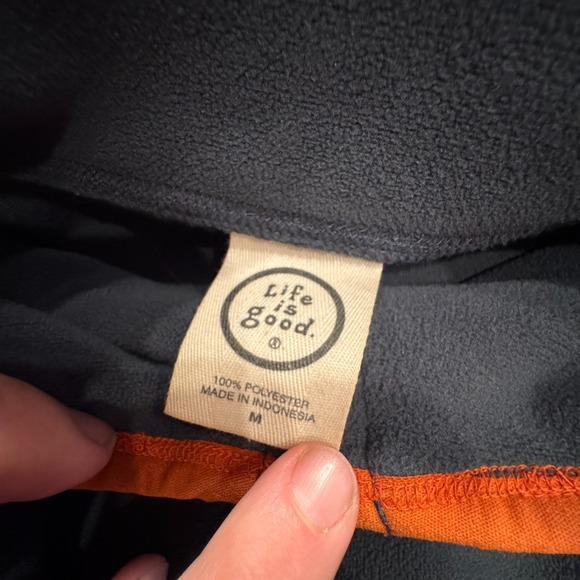 Life
is
good.
®
100% POLYESTER
MADE IN INDONESIA
M